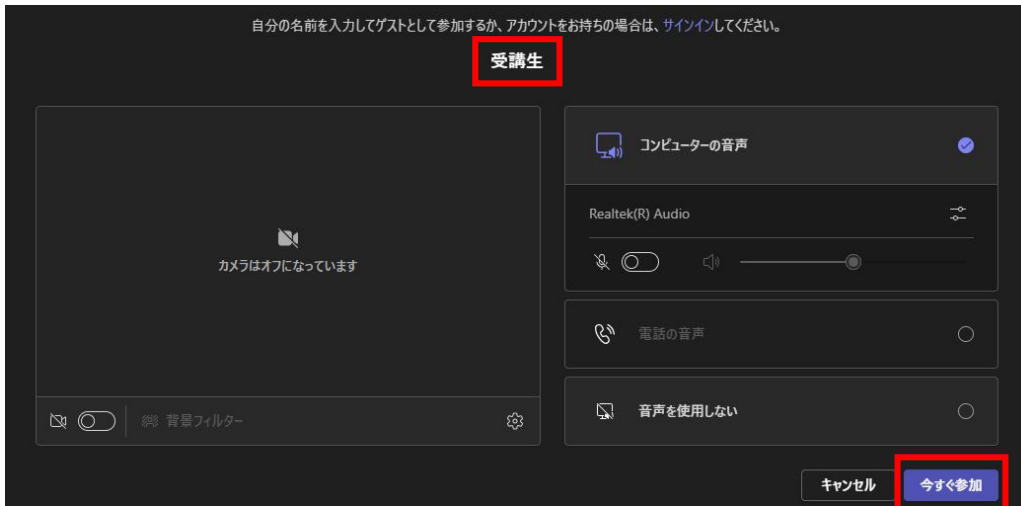 自分の名前を入力してゲストとして参加するか、アカウントをお持ちの場合は、サインインしてください。
受講生
カメラはオフになっています
背景フィルター
コンピューターの音声
Realtek(R) Audio
電話の音声
音声を使用しない
キャンセル
今すぐ参加